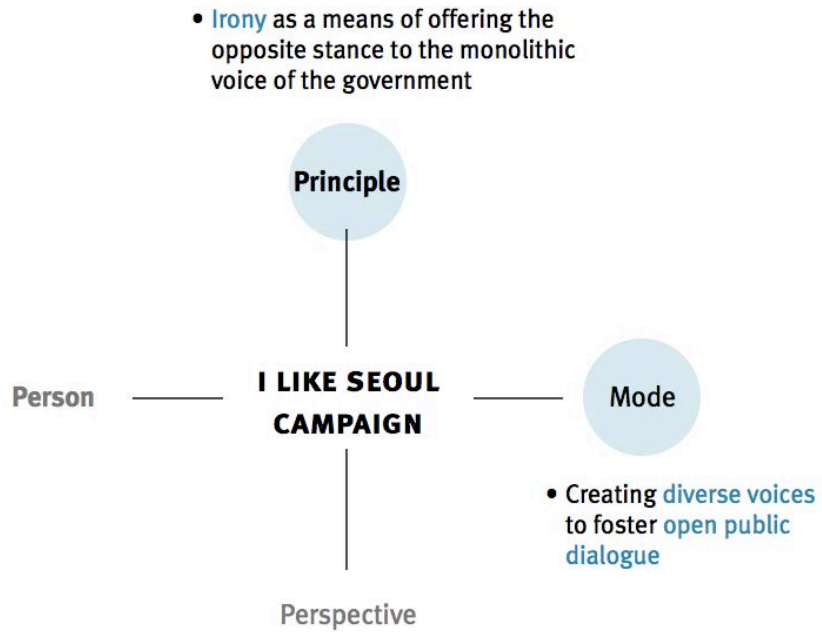 • Irony as a means of offering the
opposite stance to the monolithic
voice of the government
Principle
I LIKE SEOUL
CAMPAIGN
Person
Mode
• Creating diverse voices
to foster open public
dialogue
Perspective